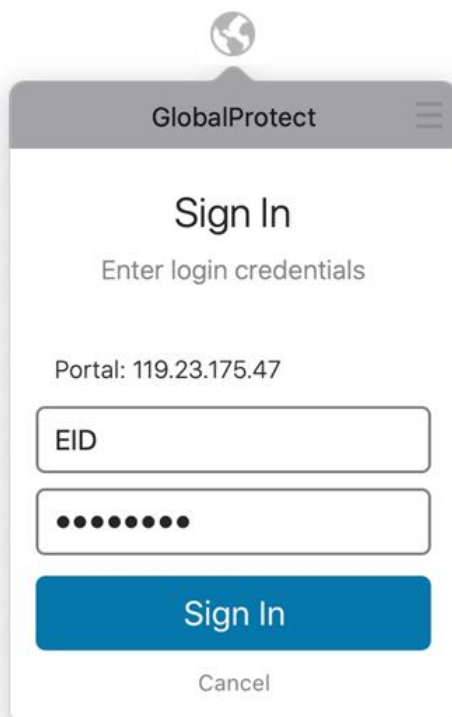 GlobalProtect
Sign In
Enter login credentials
Portal: 119.23.175.47
EID
••••••••
Sign In
Cancel